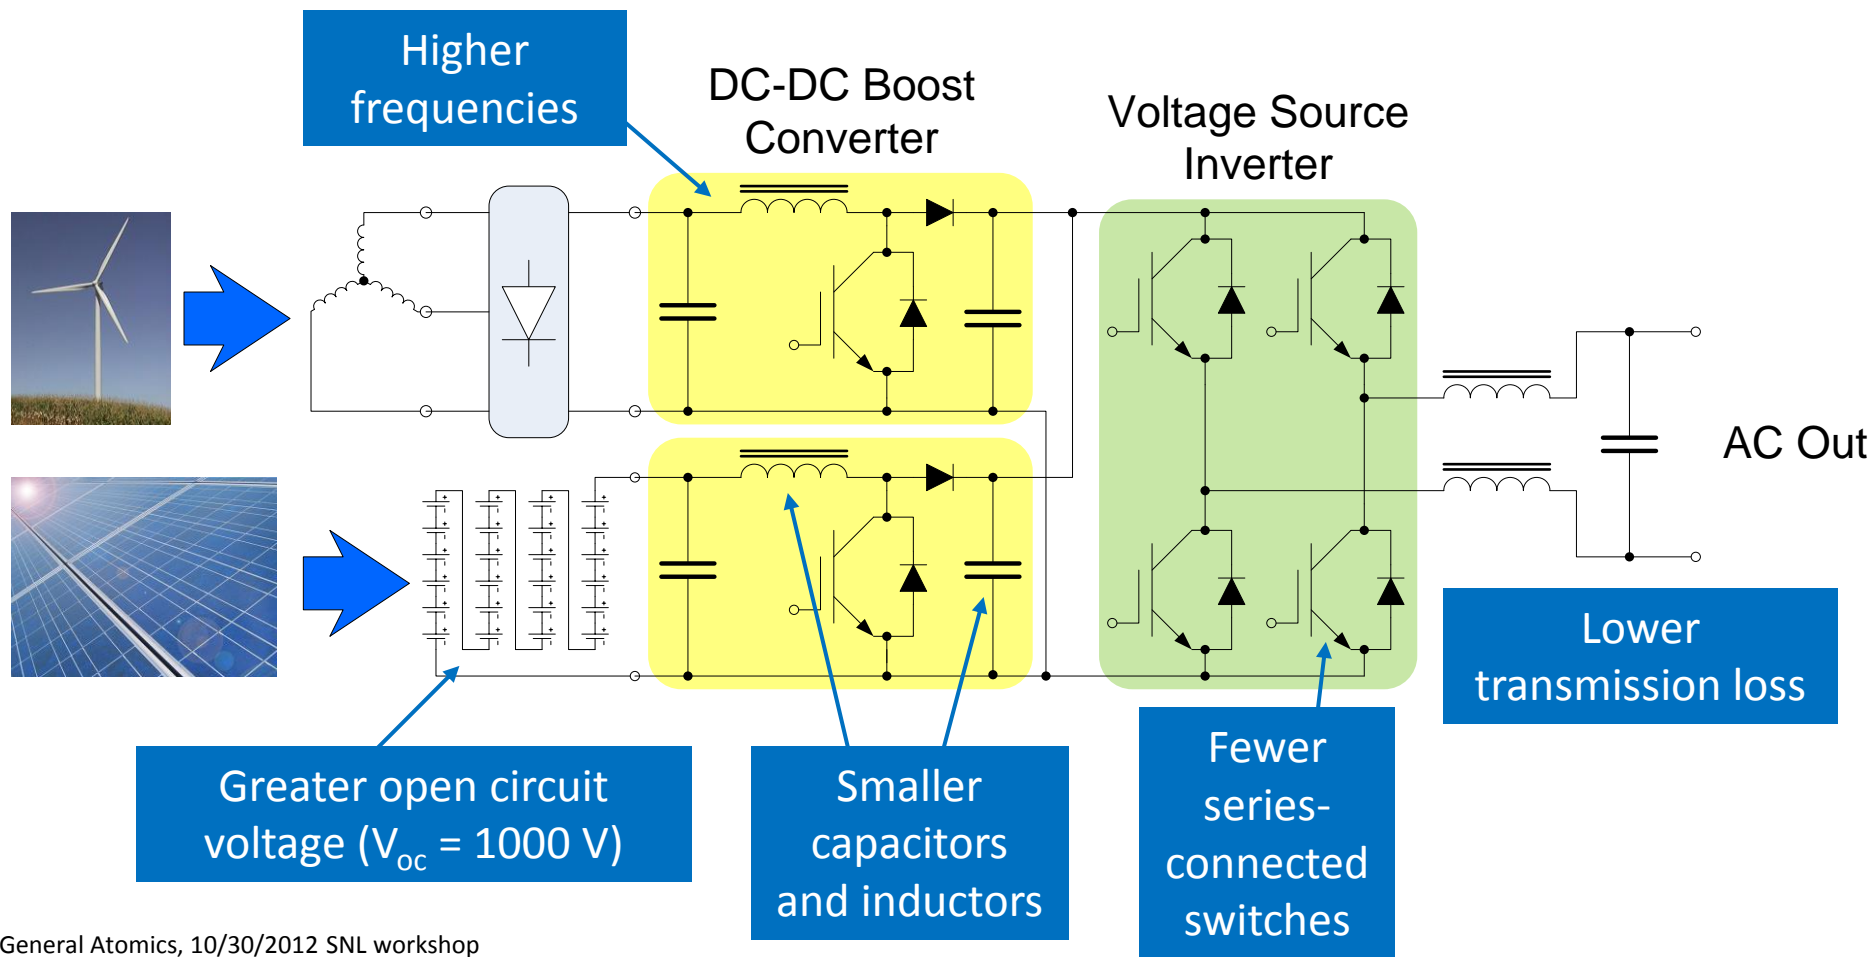 Higher
frequencies
DC-DC Boost
Converter
Voltage Source
Inverter
AC Out
Lower
transmission loss
Greater open circuit
voltage (Voc = 1000 V)
Smaller
capacitors
and inductors
Fewer
series-
connected
switches
General Atomics, 10/30/2012 SNL workshop